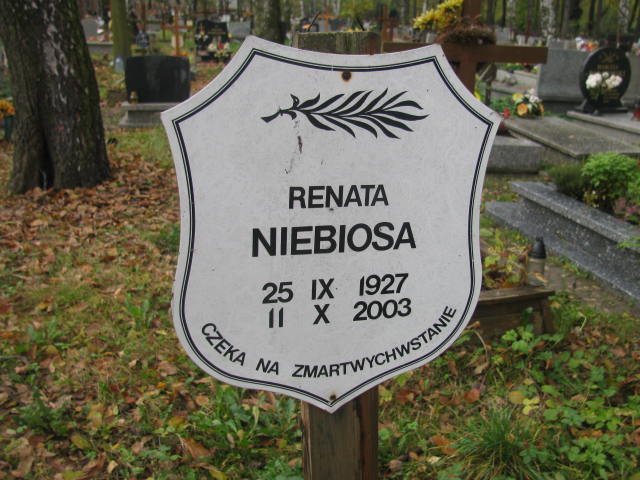 RENATA
NIEBIOSA
25 IX 1927
11 X 2003
CZEKA NA ZMARTWYCHWSTANIE